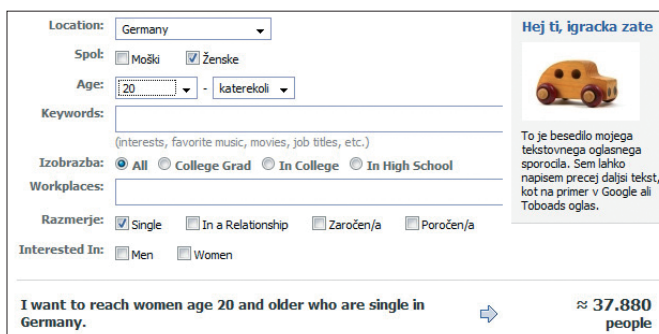 Location: Germany
Spol: Moški Ženske
Age: 20 - katerekoli
Keywords:
(interests, favorite music, movies, job titles, etc.)
Izobrazba: All College Grad In College In High School
Workplaces:
Razmerje: Single In a Relationship Zaročen/a Poročen/a
Interested In: Men Women
I want to reach women age 20 and older who are single in
Germany.
≈ 37.880
people
Hej ti, igracka zate
To je besedilo mojega
tekstovnega oglasnega
sporocila. Sem lahko
napisem precej daljsi tekst,
kot na primer v Google ali
Toboads oglas.